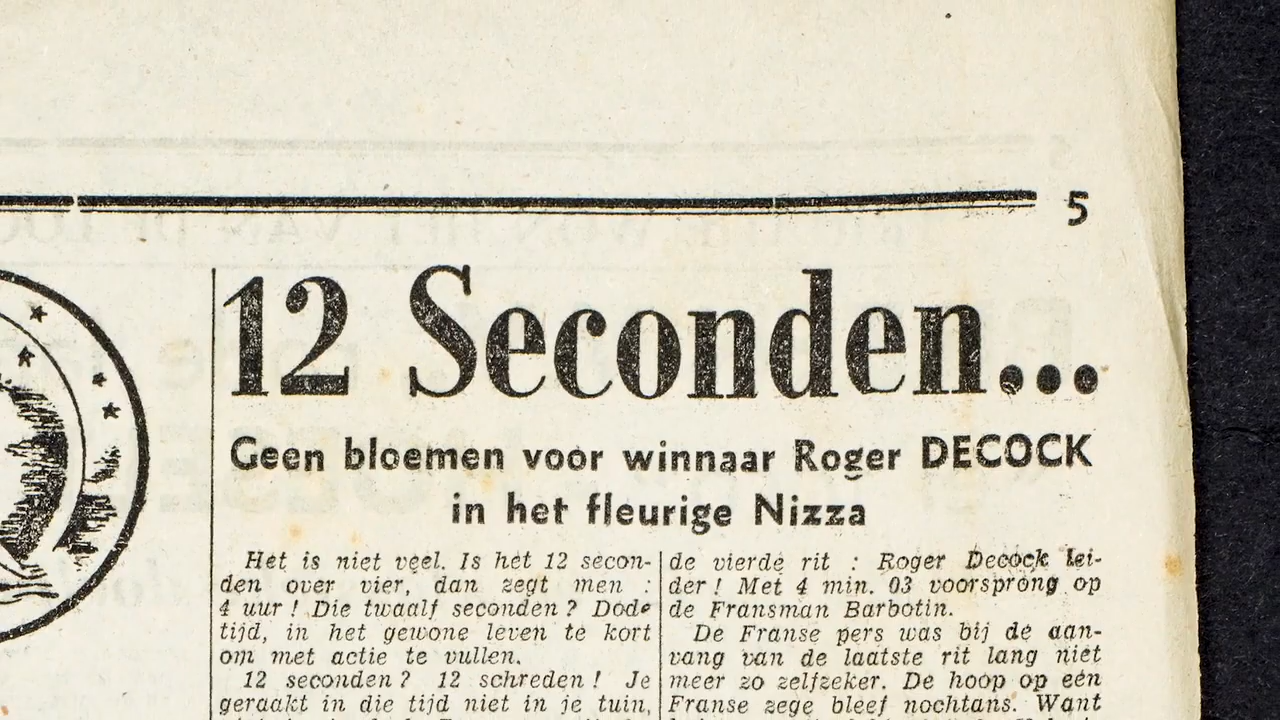 5
12 Seconden...
Geen bloemen voor winnaar Roger DECOCK
in het fleurige Nizza
Het is niet veel. Is het 12 secon-
den over vier, dan zegt men :
4 uur ! Die twaalf seconden ? Dode
tijd, in het gewone leven te kort
om met actie te vullen.
12 seconden ? 12 schreden ! Je
geraakt in die tijd niet in je tuin,
de vierde rit : Roger Decock lei-
der ! Met 4 min. 03 voorsprong op
de Fransman Barbotin.
De Franse pers was bij de aan-
vang van de laatste rit lang niet
meer zo zelfzeker. De hoop op een
Franse zege bleef nochtans. Want